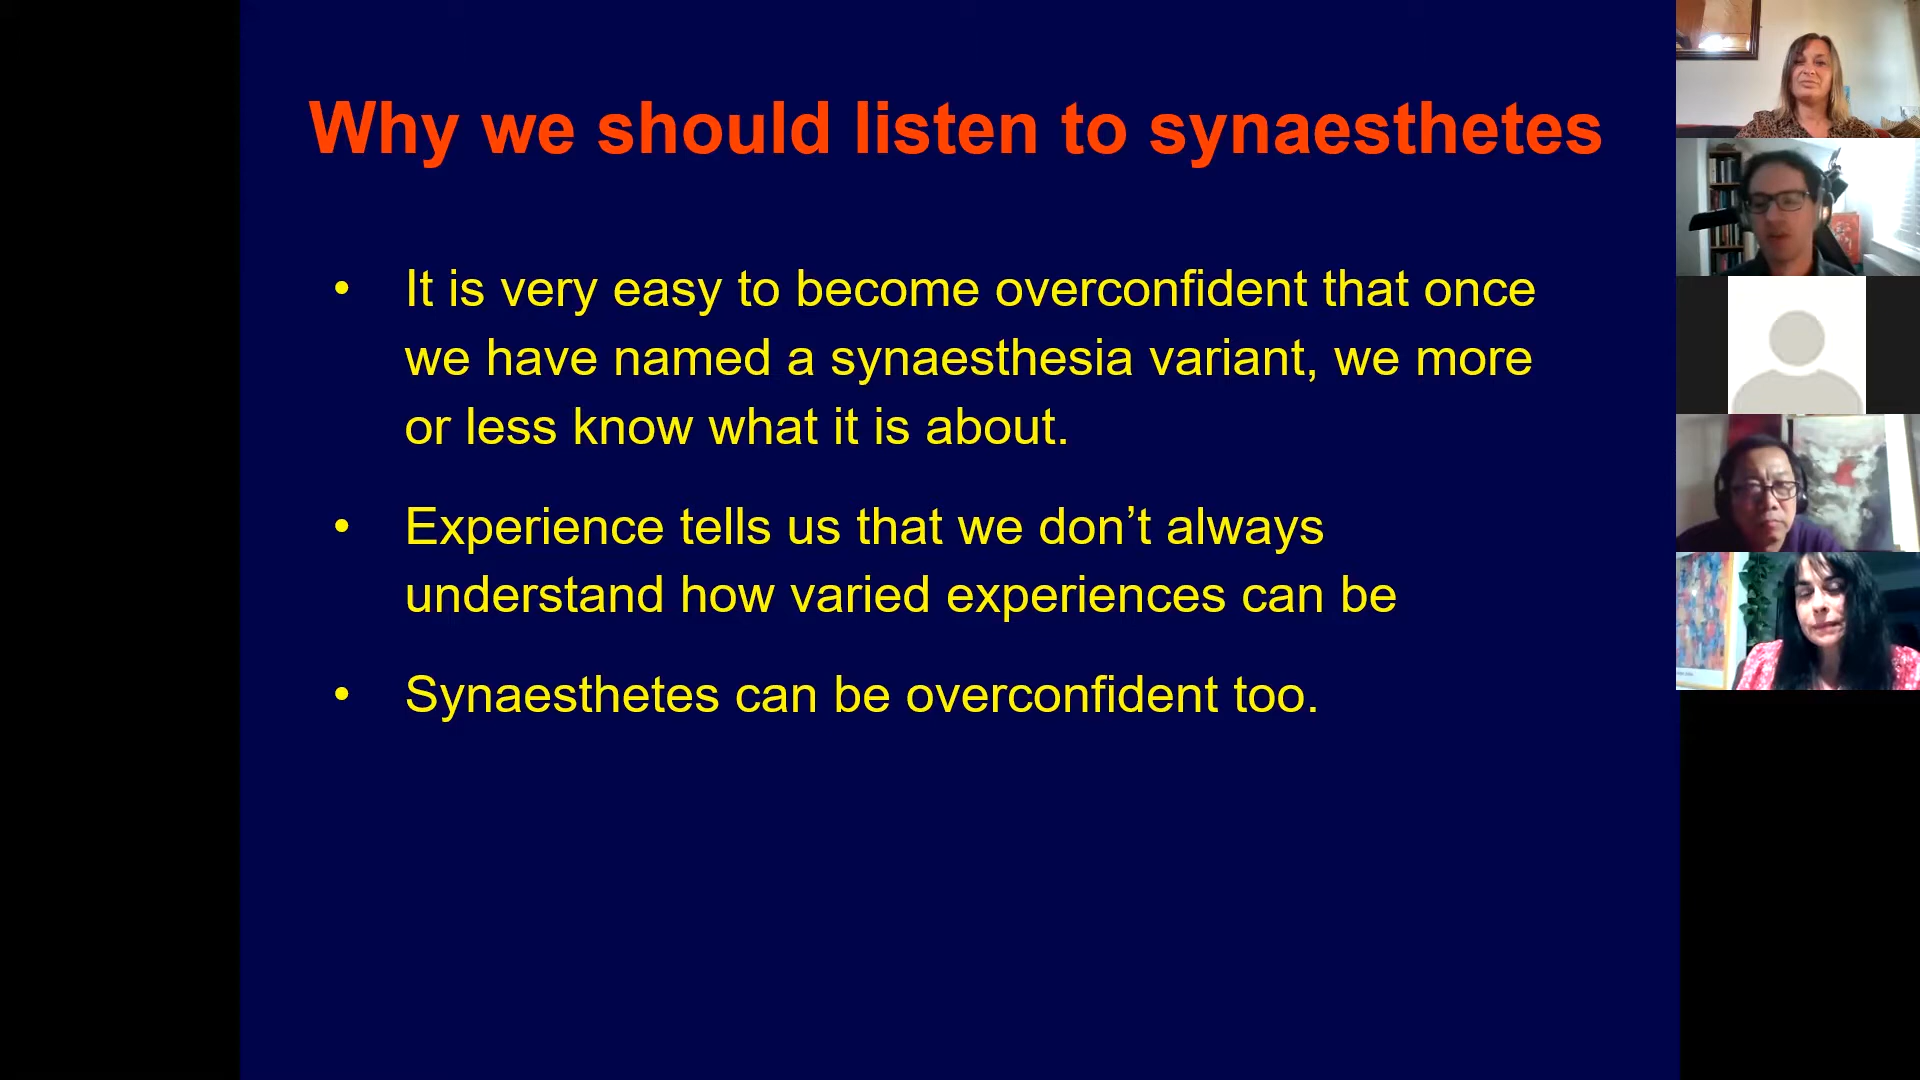 Why we should listen to synaesthetes
• It is very easy to become overconfident that once
we have named a synaesthesia variant, we more
or less know what it is about.
• Experience tells us that we don’t always
understand how varied experiences can be
• Synaesthetes can be overconfident too.